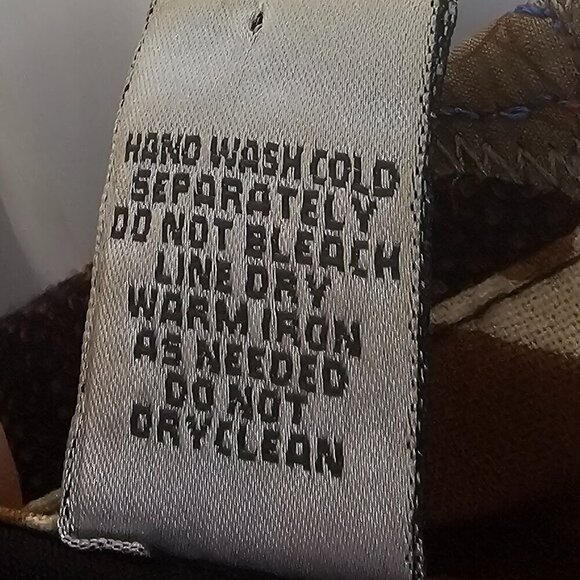 HAND WASH COLD
SEPARATELY
DO NOT BLEACH
LINE DRY
WARM IRON
AS NEEDED
DO NOT
DRYCLEAN